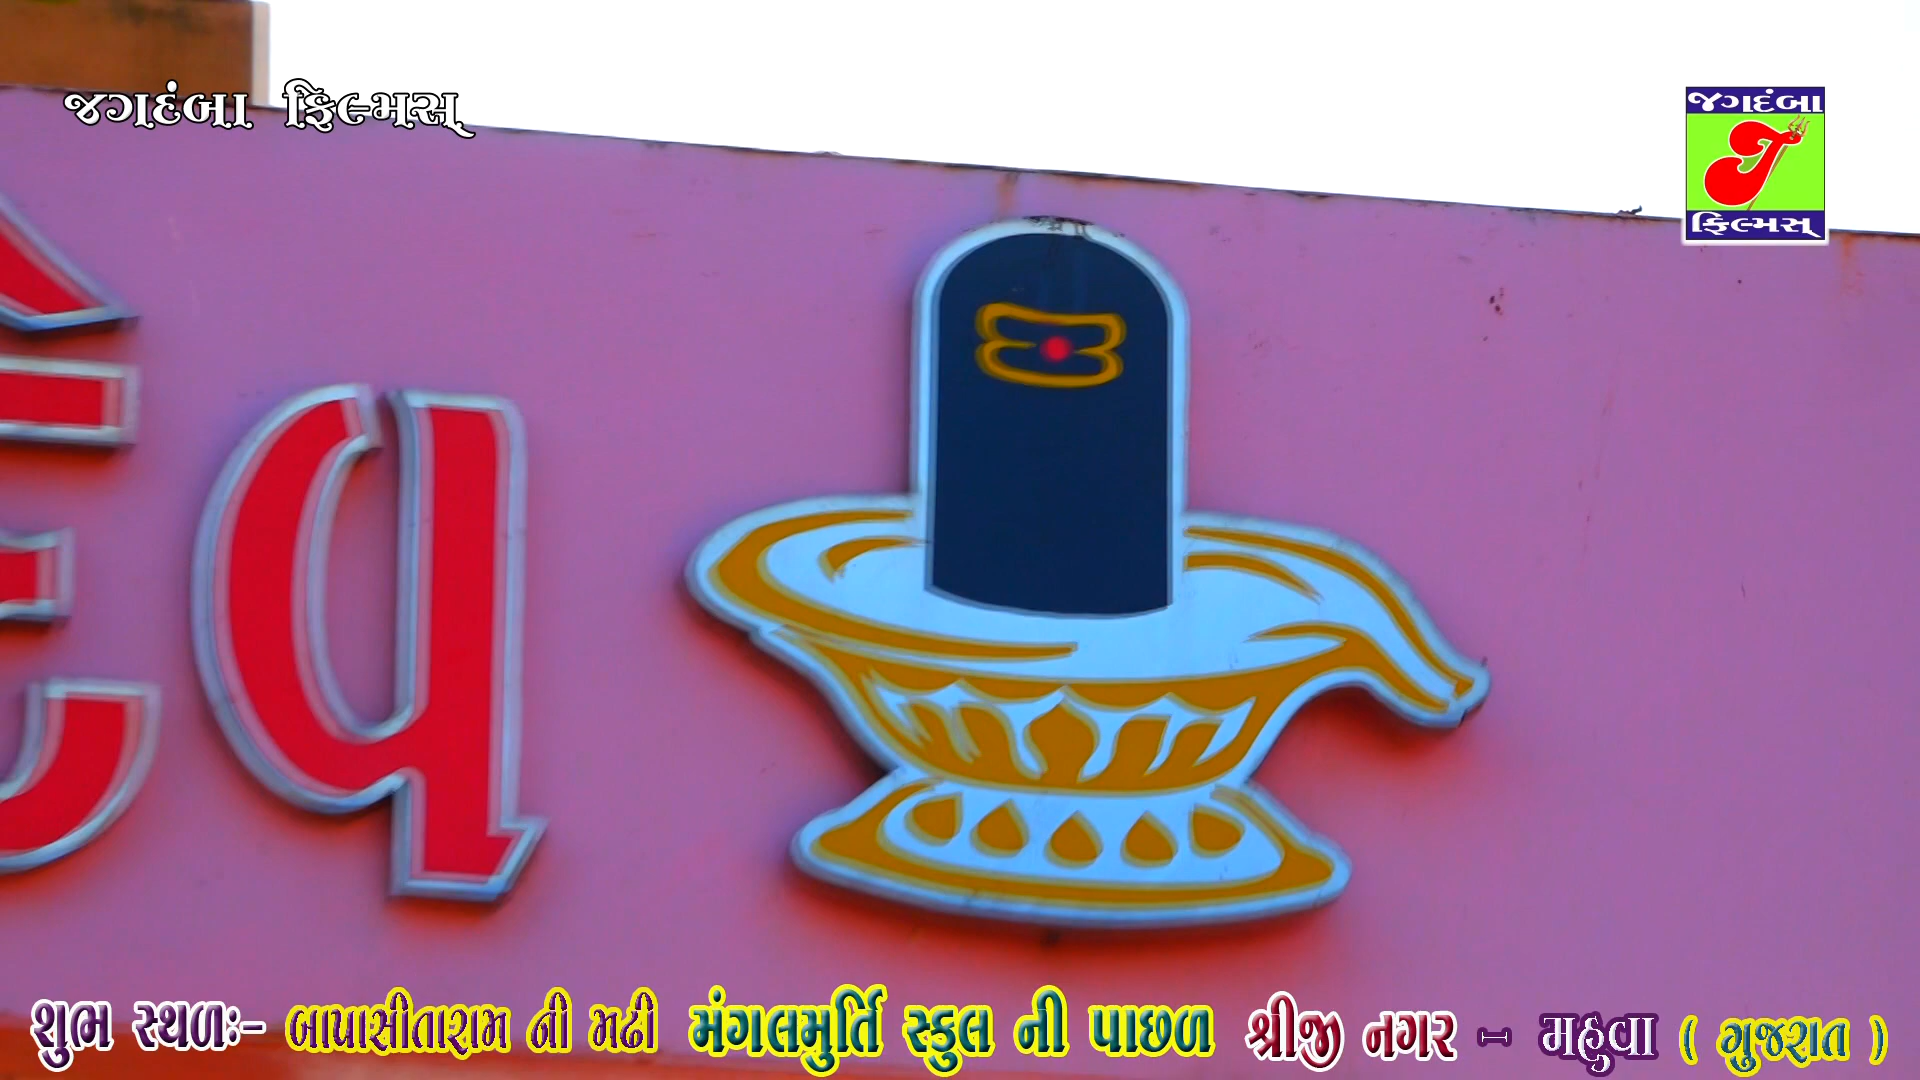 જગદંબા ફિલ્મસ્
જગદંબા
ફિલ્મસ્
વ
શુભ સ્થળઃ- બાપાસીતારામ ની મઢી મંગલમુર્તિ સ્કુલ ની પાછળ શ્રીજી નગર - મહુવા ( ગુજરાત )